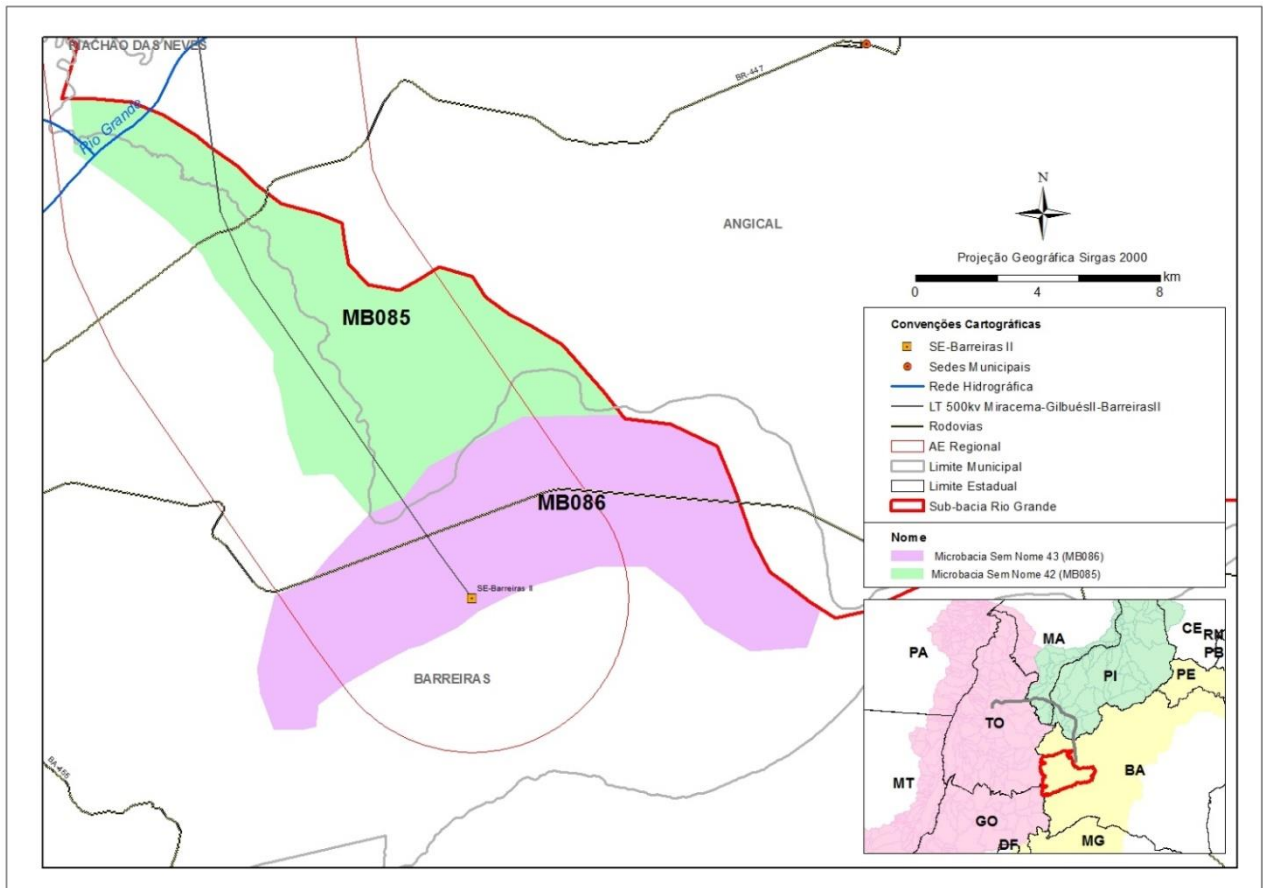 RIACHÃO DAS NEVES
BR-447
Rio Grande
N
ANGICAL
Projeção Geográfica Sirgas 2000
km
0 4 8
MB085
Convenções Cartográficas
SE-Barreiras II
Sedes Municipais
Rede Hidrográfica
LT 500kv Miracema-GilbuésII-BarreirasII
Rodovias
AE Regional
Limite Municipal
Limite Estadual
Sub-bacia Rio Grande
MB086
Nome
Microbacia Sem Nome 43 (MB086)
Microbacia Sem Nome 42 (MB085)
SE-Barreiras II
BARREIRAS
BA-455
CE
RN
PB
MA
PA
PI
PE
TO
BA
MT
GO
DF
MG